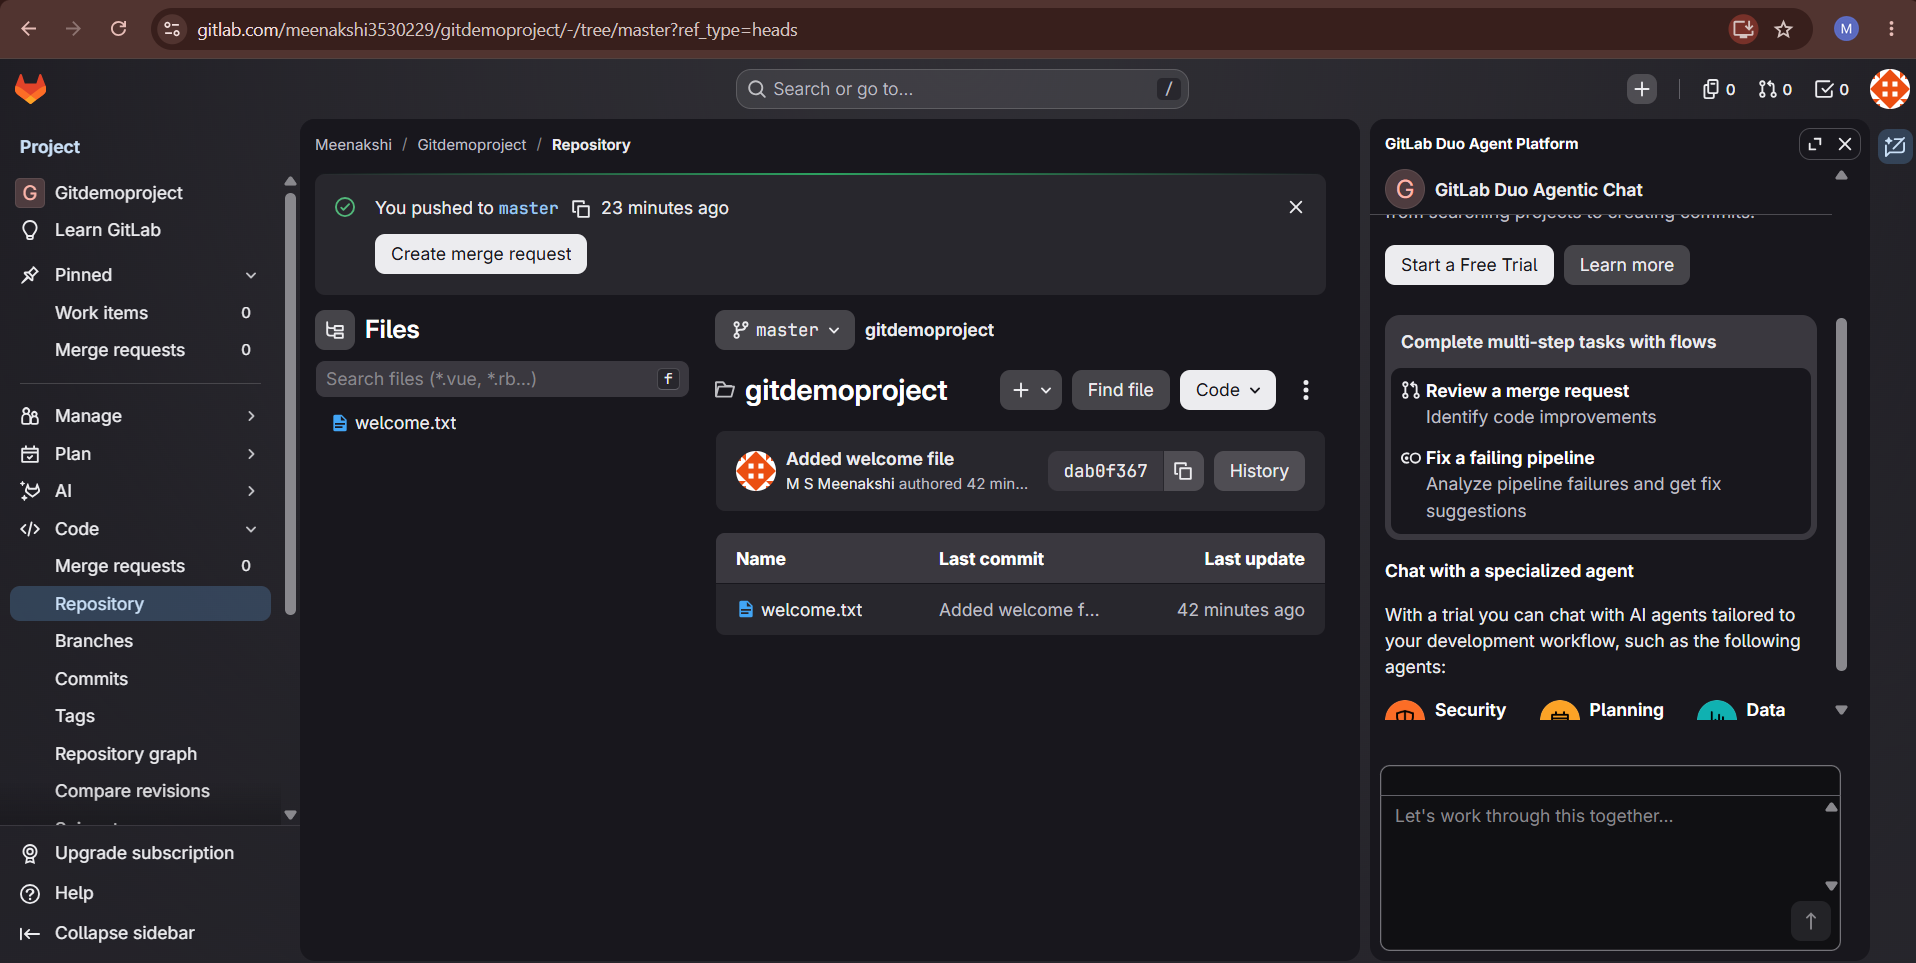 gitlab.com/meenakshi3530229/gitdemoproject/-/tree/master?ref_type=heads
M
Search or go to...
/
0
0
0
Project
G Gitdemoproject
Learn GitLab
Pinned
Work items 0
Merge requests 0
Manage
Plan
AI
Code
Merge requests 0
Repository
Branches
Commits
Tags
Repository graph
Compare revisions
Upgrade subscription
Help
Collapse sidebar
Meenakshi / Gitdemoproject / Repository
You pushed to master 23 minutes ago
Create merge request
Files
Search files (*.vue, *.rb...) f
welcome.txt
master gitdemoproject
gitdemoproject
+ Find file Code
Added welcome file
M S Meenakshi authored 42 min...
dab0f367
History
Name Last commit Last update
welcome.txt Added welcome f... 42 minutes ago
GitLab Duo Agent Platform
G GitLab Duo Agentic Chat
from searching projects to creating commits.
Start a Free Trial Learn more
Complete multi-step tasks with flows
Review a merge request
Identify code improvements
Fix a failing pipeline
Analyze pipeline failures and get fix
suggestions
Chat with a specialized agent
With a trial you can chat with AI agents tailored to
your development workflow, such as the following
agents:
Security Planning Data
Let's work through this together...